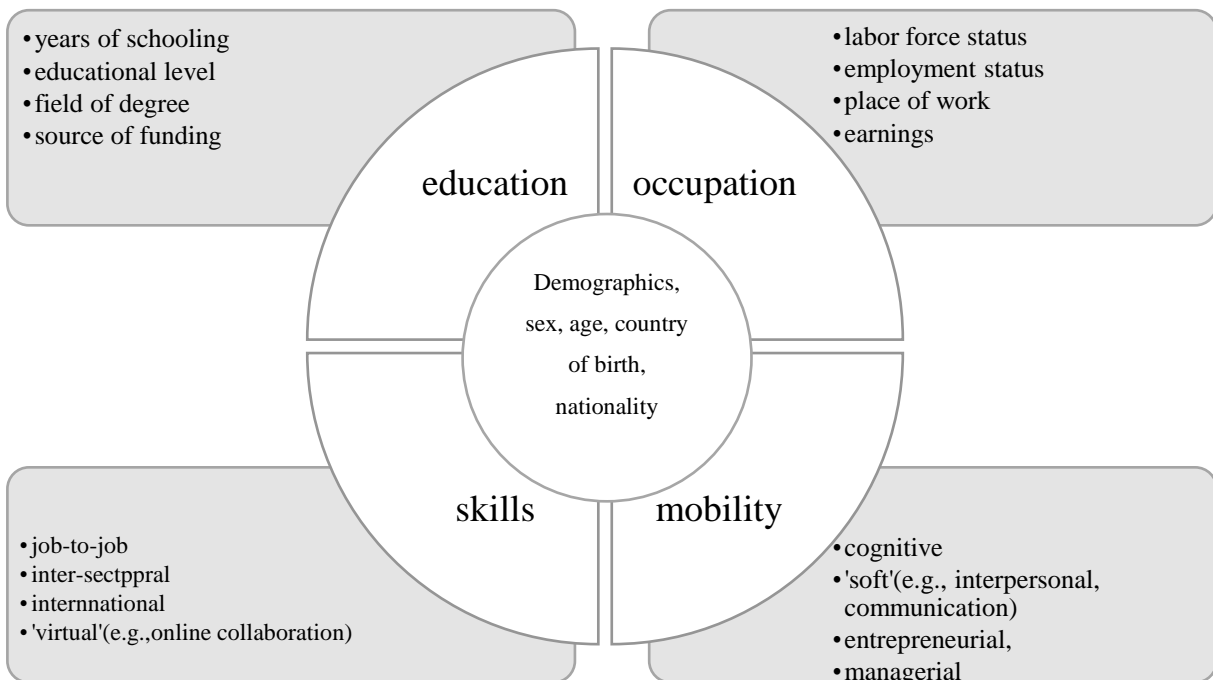 •years of schooling
•educational level
•field of degree
•source of funding
•labor force status
•employment status
•place of work
•earnings
education
occupation
Demographics,
sex, age, country
of birth,
nationality
skills
mobility
•job-to-job
•inter-sectppral
•internnational
•'virtual'(e.g.,online collaboration)
•cognitive
•'soft'(e.g., interpersonal,
communication)
•entrepreneurial,
•managerial